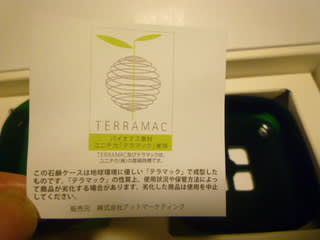 TERRAMAC
バイオマス素材
ユニチカ「テラマック」使用
TERRAMAC及びテラマックは、
ユニチカ(株)の登録商標です。
この石鹸ケースは地球環境に優しい「テラマック」で成型した
ものです。「テラマック」の性質上、使用状況や保管方法によっ
て商品が劣化する場合があります。劣化した商品は使用を中止
してください。
販売元 株式会社グットマーケティング